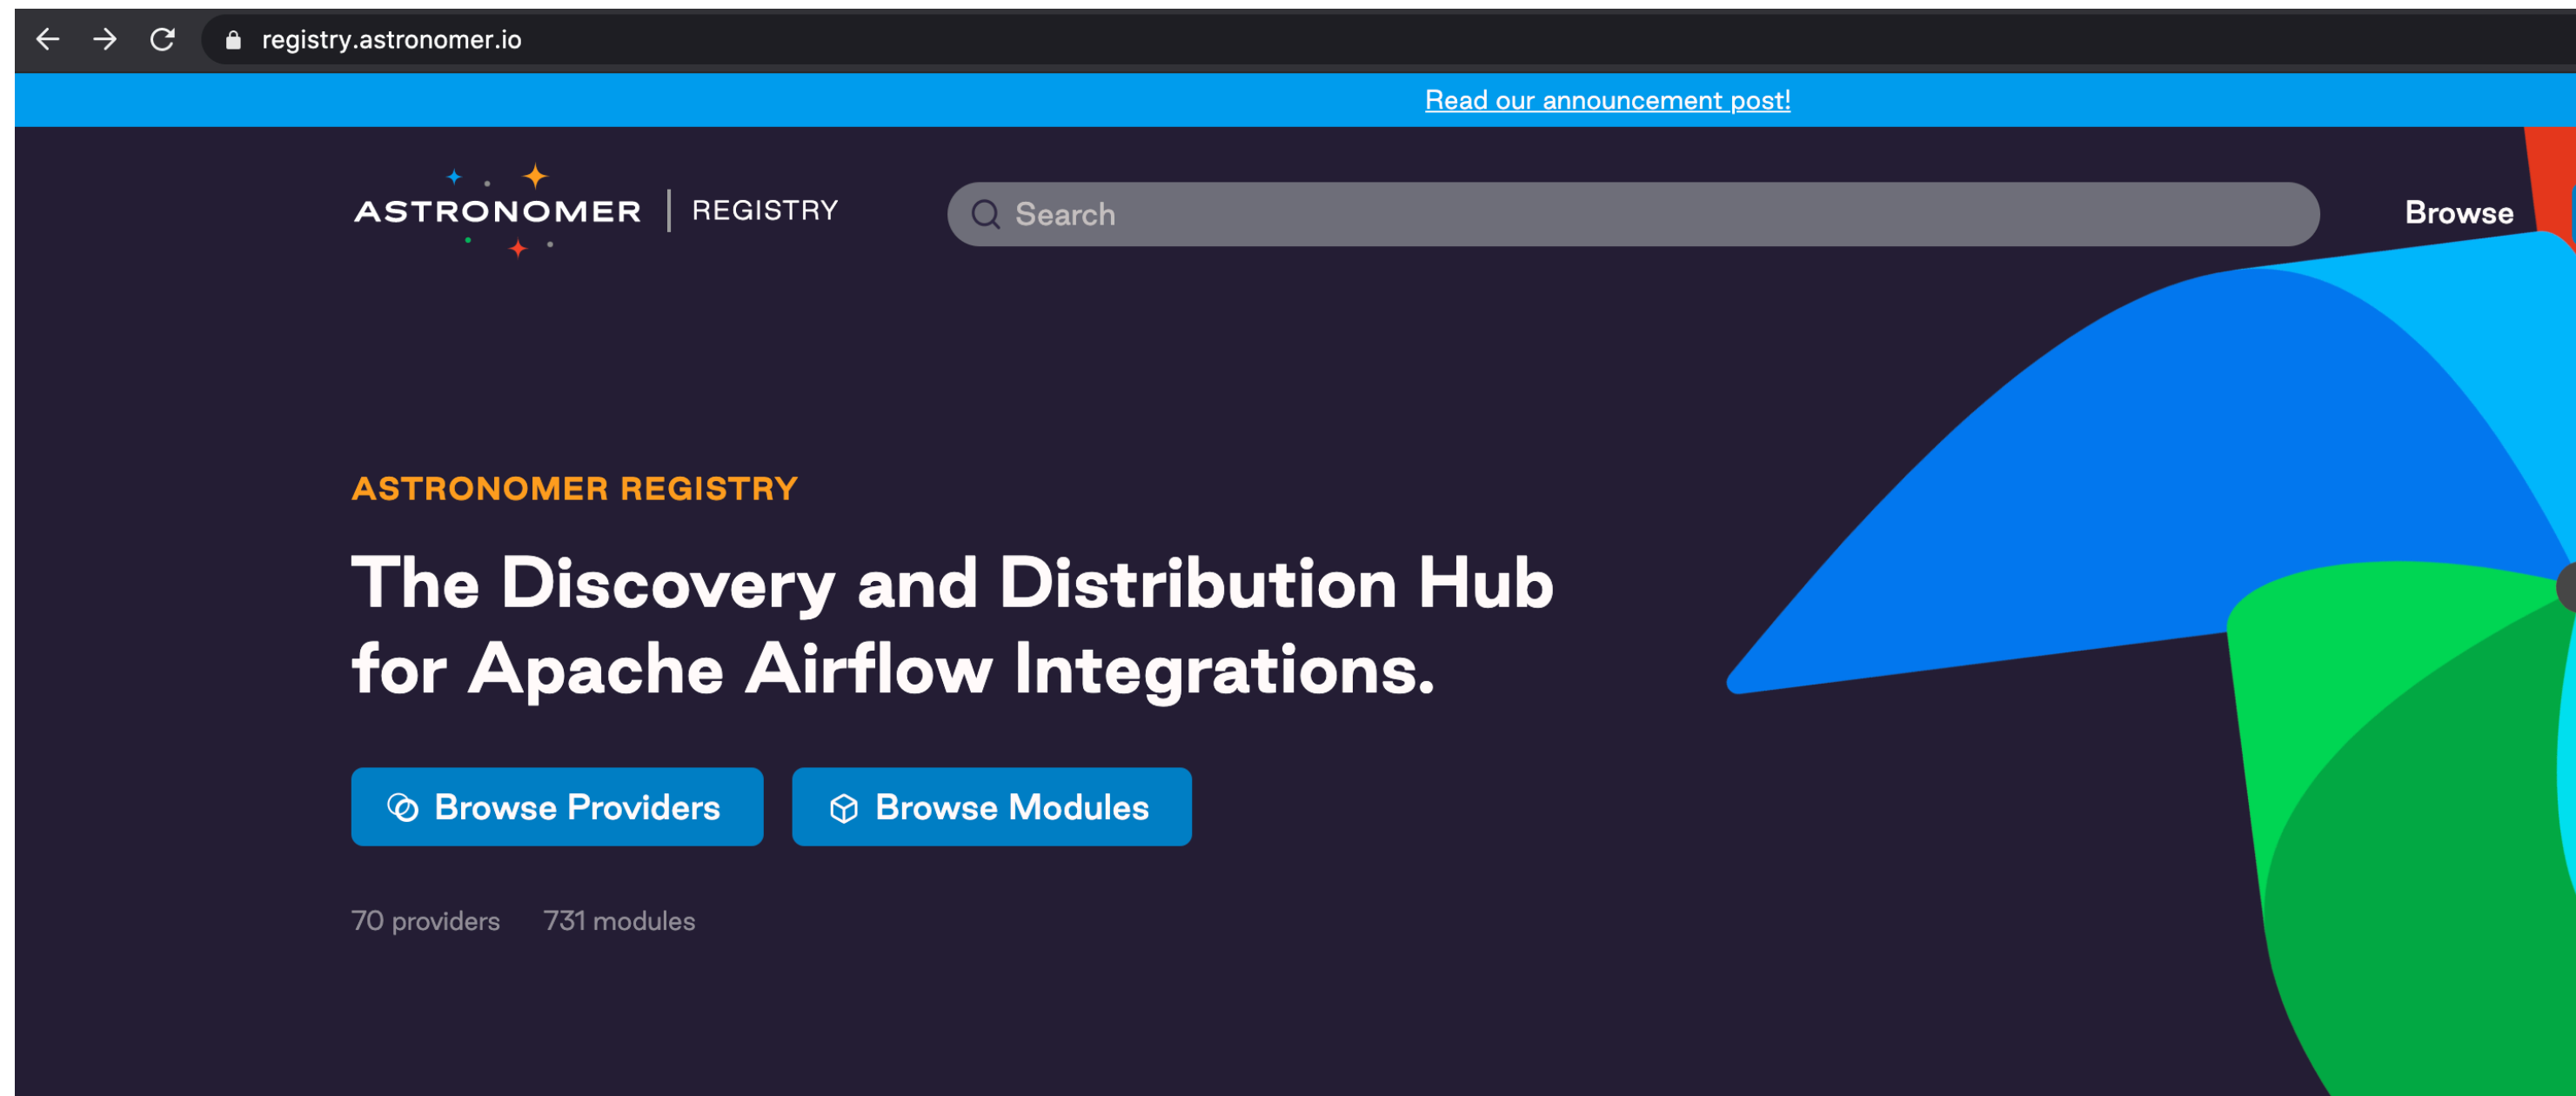 registry.astronomer.io
Read our announcement post!
ASTRONOMER | REGISTRY
Search
Browse
ASTRONOMER REGISTRY
The Discovery and Distribution Hub
for Apache Airflow Integrations.
Browse Providers
Browse Modules
70 providers
731 modules